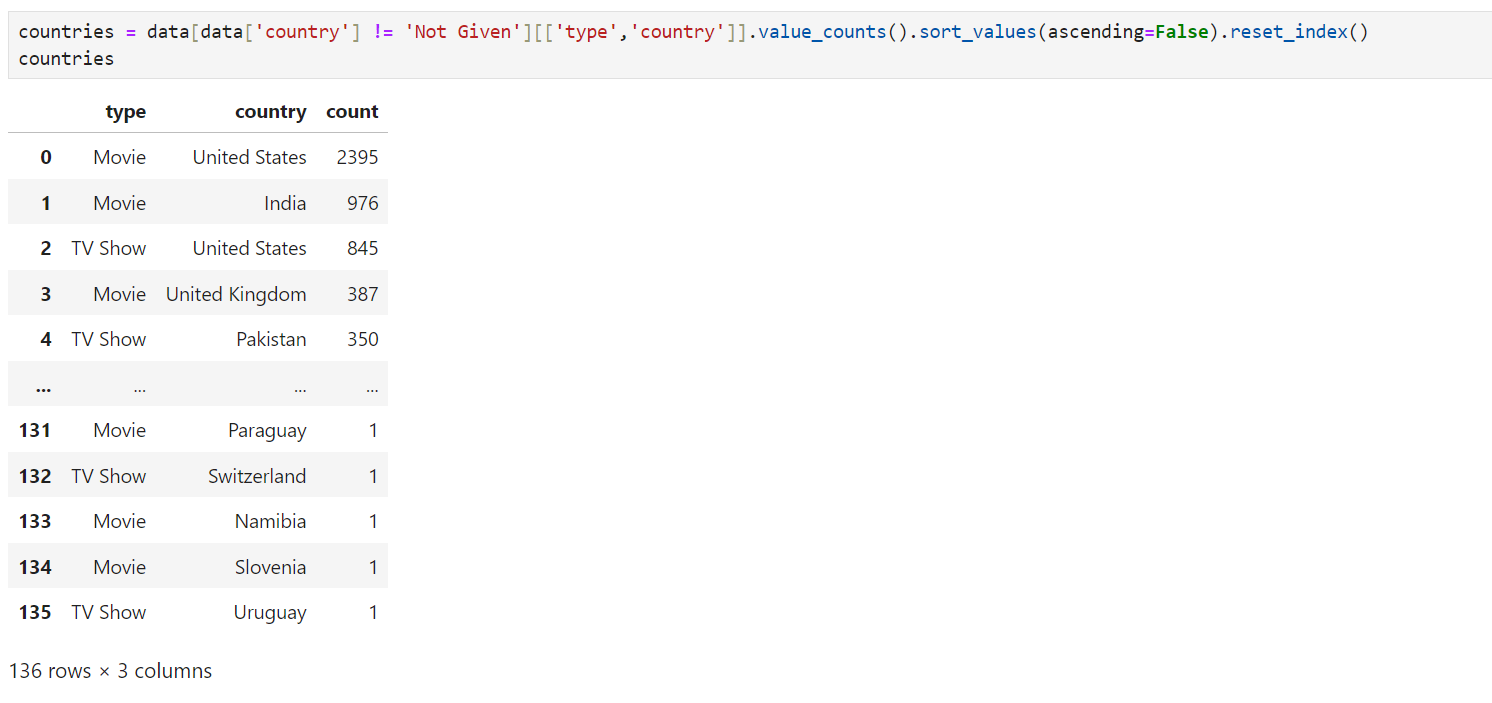 countries = data[data['country'] != 'Not Given'][['type','country']].value_counts().sort_values(ascending=False).reset_index()
countries
type country count
0 Movie United States 2395
1 Movie India 976
2 TV Show United States 845
3 Movie United Kingdom 387
4 TV Show Pakistan 350
... ... ... ...
131 Movie Paraguay 1
132 TV Show Switzerland 1
133 Movie Namibia 1
134 Movie Slovenia 1
135 TV Show Uruguay 1
136 rows × 3 columns